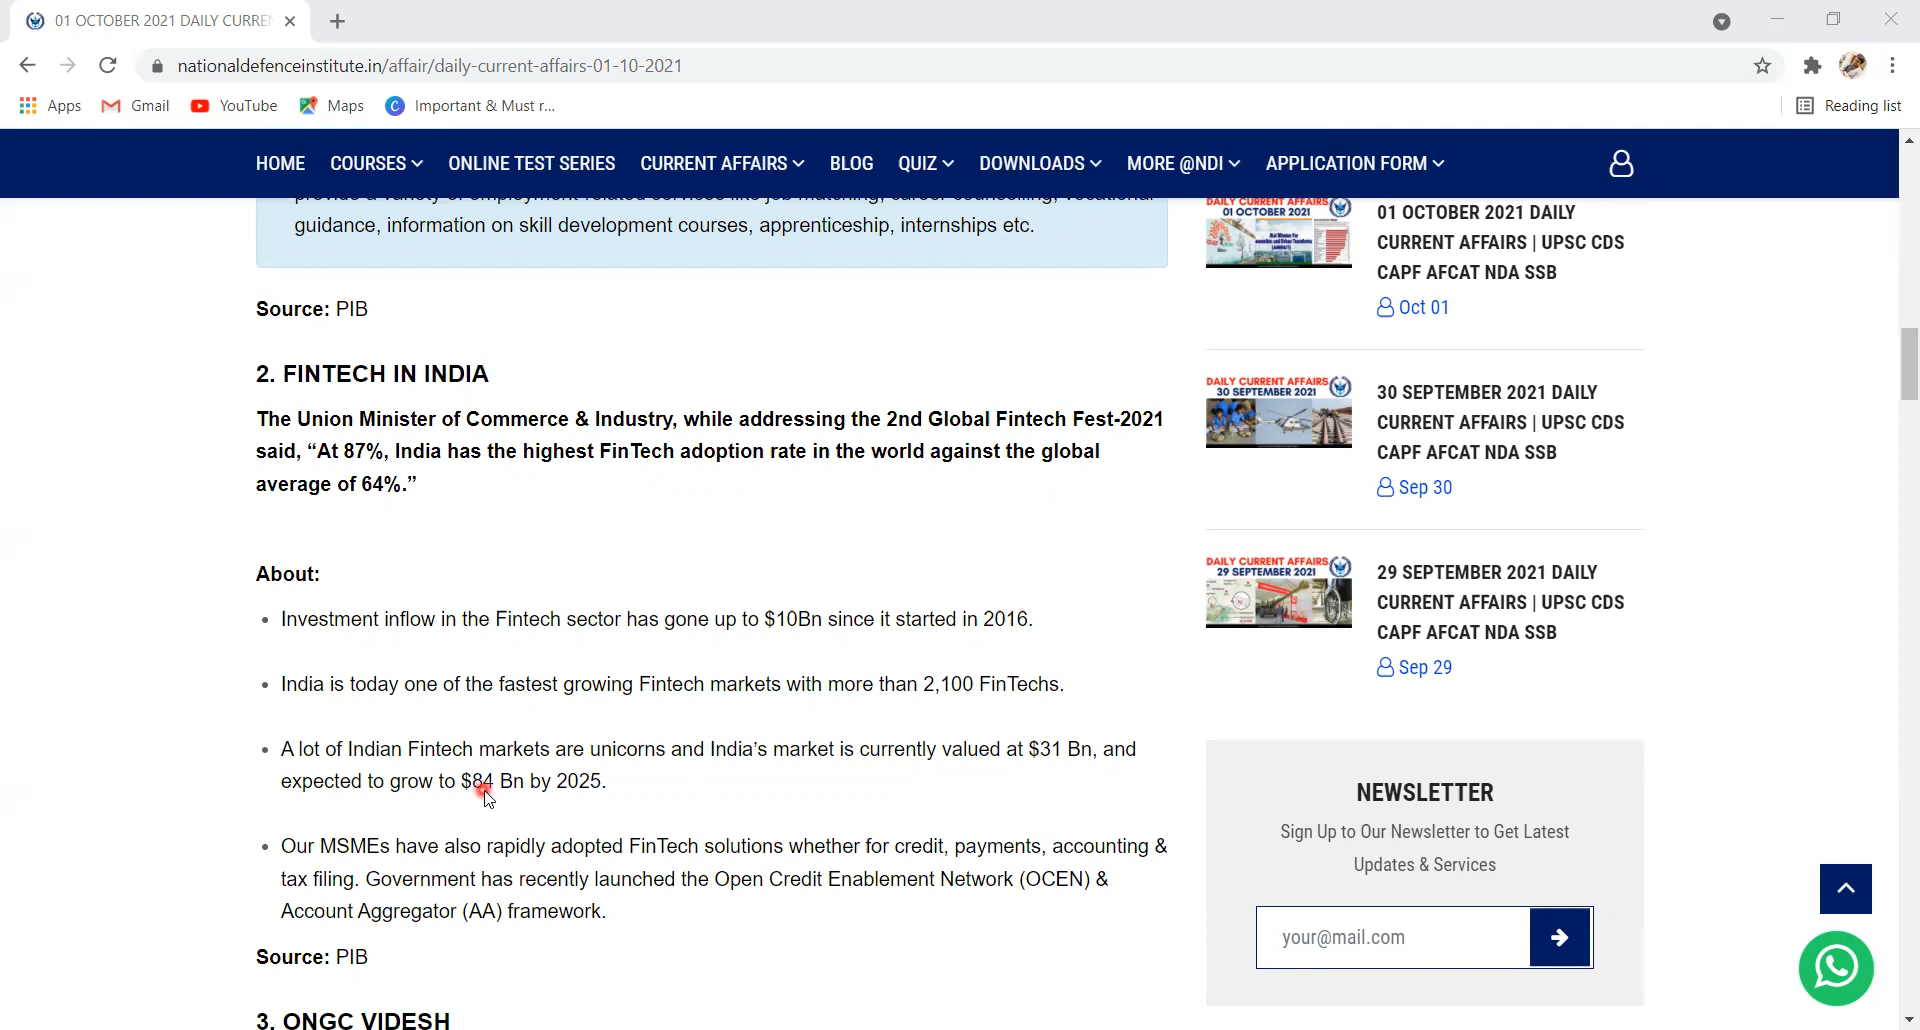 01 OCTOBER 2021 DAILY CURRE
nationaldefenceinstitute.in/affair/daily-current-affairs-01-10-2021
Apps
Gmail
YouTube
Maps
C
Important & Must r...
Reading list
HOME
COURSES
ONLINE TEST SERIES
CURRENT AFFAIRS
BLOG
QUIZ
DOWNLOADS
MORE @NDI
APPLICATION FORM
provide a variety of employment related services like job matching, career counselling, vocational
guidance, information on skill development courses, apprenticeship, internships etc.
Source: PIB
2. FINTECH IN INDIA
The Union Minister of Commerce & Industry, while addressing the 2nd Global Fintech Fest-2021
said, “At 87%, India has the highest FinTech adoption rate in the world against the global
average of 64%.”
About:
• Investment inflow in the Fintech sector has gone up to $10Bn since it started in 2016.
• India is today one of the fastest growing Fintech markets with more than 2,100 FinTechs.
• A lot of Indian Fintech markets are unicorns and India’s market is currently valued at $31 Bn, and
expected to grow to $84 Bn by 2025.
• Our MSMEs have also rapidly adopted FinTech solutions whether for credit, payments, accounting &
tax filing. Government has recently launched the Open Credit Enablement Network (OCEN) &
Account Aggregator (AA) framework.
Source: PIB
3. ONGC VIDESH
DAILY CURRENT AFFAIRS
01 OCTOBER 2021
01 OCTOBER 2021 DAILY
CURRENT AFFAIRS | UPSC CDS
CAPF AFCAT NDA SSB
Oct 01
DAILY CURRENT AFFAIRS
30 SEPTEMBER 2021
30 SEPTEMBER 2021 DAILY
CURRENT AFFAIRS | UPSC CDS
CAPF AFCAT NDA SSB
Sep 30
DAILY CURRENT AFFAIRS
29 SEPTEMBER 2021
29 SEPTEMBER 2021 DAILY
CURRENT AFFAIRS | UPSC CDS
CAPF AFCAT NDA SSB
Sep 29
NEWSLETTER
Sign Up to Our Newsletter to Get Latest
Updates & Services
your@mail.com